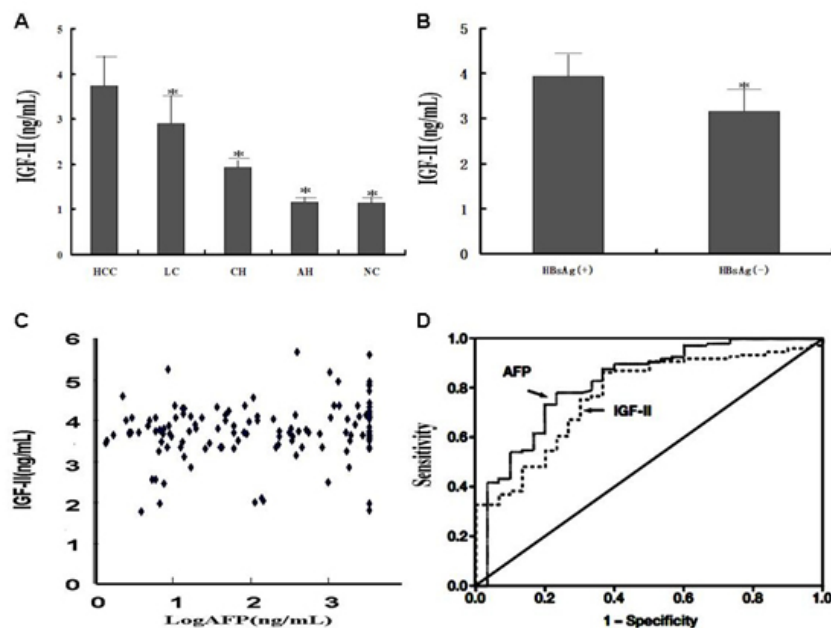 A
IGF-II (ng/mL)
5
4
3
2
1
0
**
**
**
**
HCC LC CH AH NC
B
IGF-II (ng/mL)
5
4
3
2
1
0
**
HBsAg(+) HBsAg(-)
C
IGF-II(ng/mL)
6
5
4
3
2
1
0
0 1 2 3
LogAFP(ng/mL)
D
Sensitivity
1.0
0.8
0.6
0.4
0.2
0.0
AFP
IGF-II
0.0 0.2 0.4 0.6 0.8 1.0
1 – Specificity